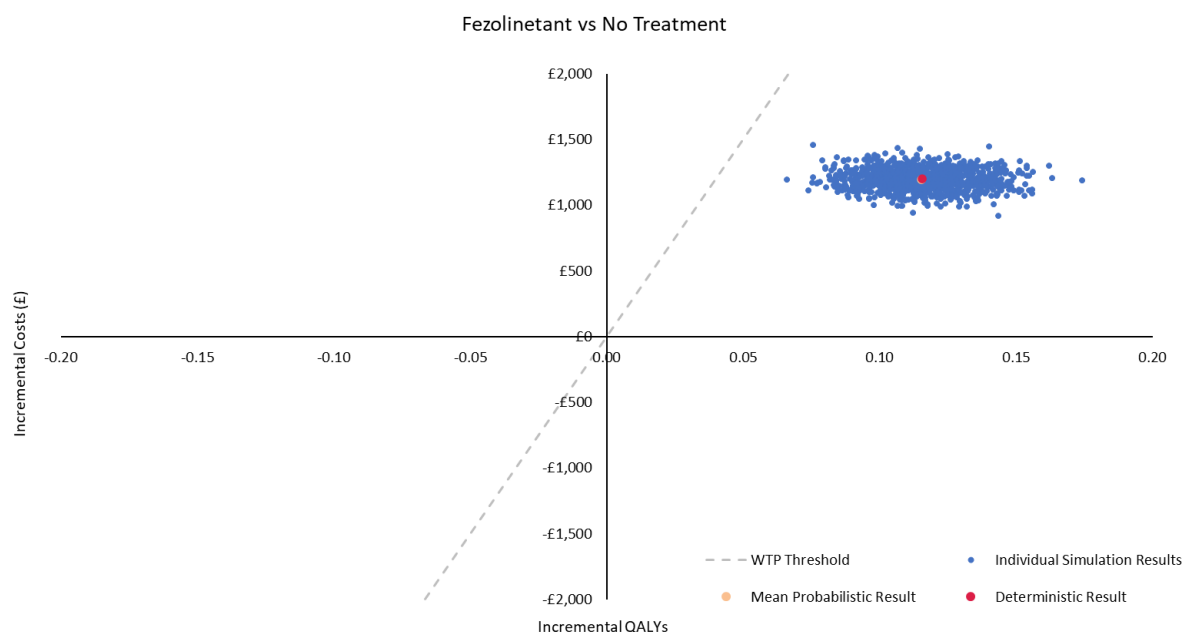 Fezolinetant vs No Treatment
£2,000
£1,500
£1,000
£500
£0
-0.20 -0.15 -0.10 -0.05 0.00 0.05 0.10 0.15 0.20
-£500
-£1,000
-£1,500
-£2,000
Incremental Costs (£)
Incremental QALYs
WTP Threshold
Individual Simulation Results
Mean Probabilistic Result
Deterministic Result